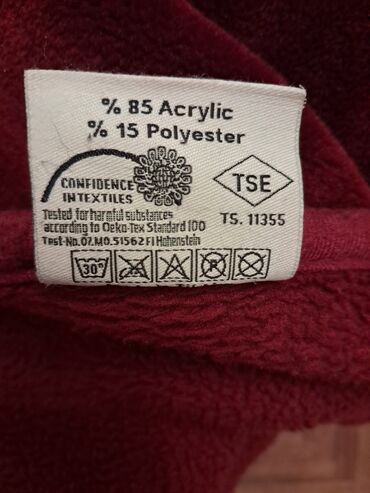 % 85 Acrylic
% 15 Polyester
CONFIDENCE
IN TEXTILES
TSE
Tested for harmful substances
according to Oeko-Tex Standard 100
Test-No.07.M0.51562 FI Hohenstein
TS. 11355
30°
P